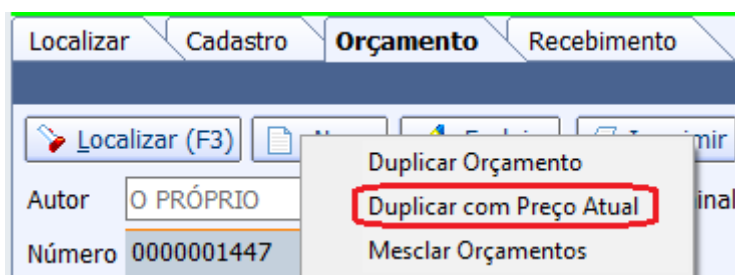 Localizar Cadastro Orçamento Recebimento
Localizar (F3)
Duplicar Orçamento
Autor O PRÓPRIO Duplicar com Preço Atual
Número 0000001447 Mesclar Orçamentos